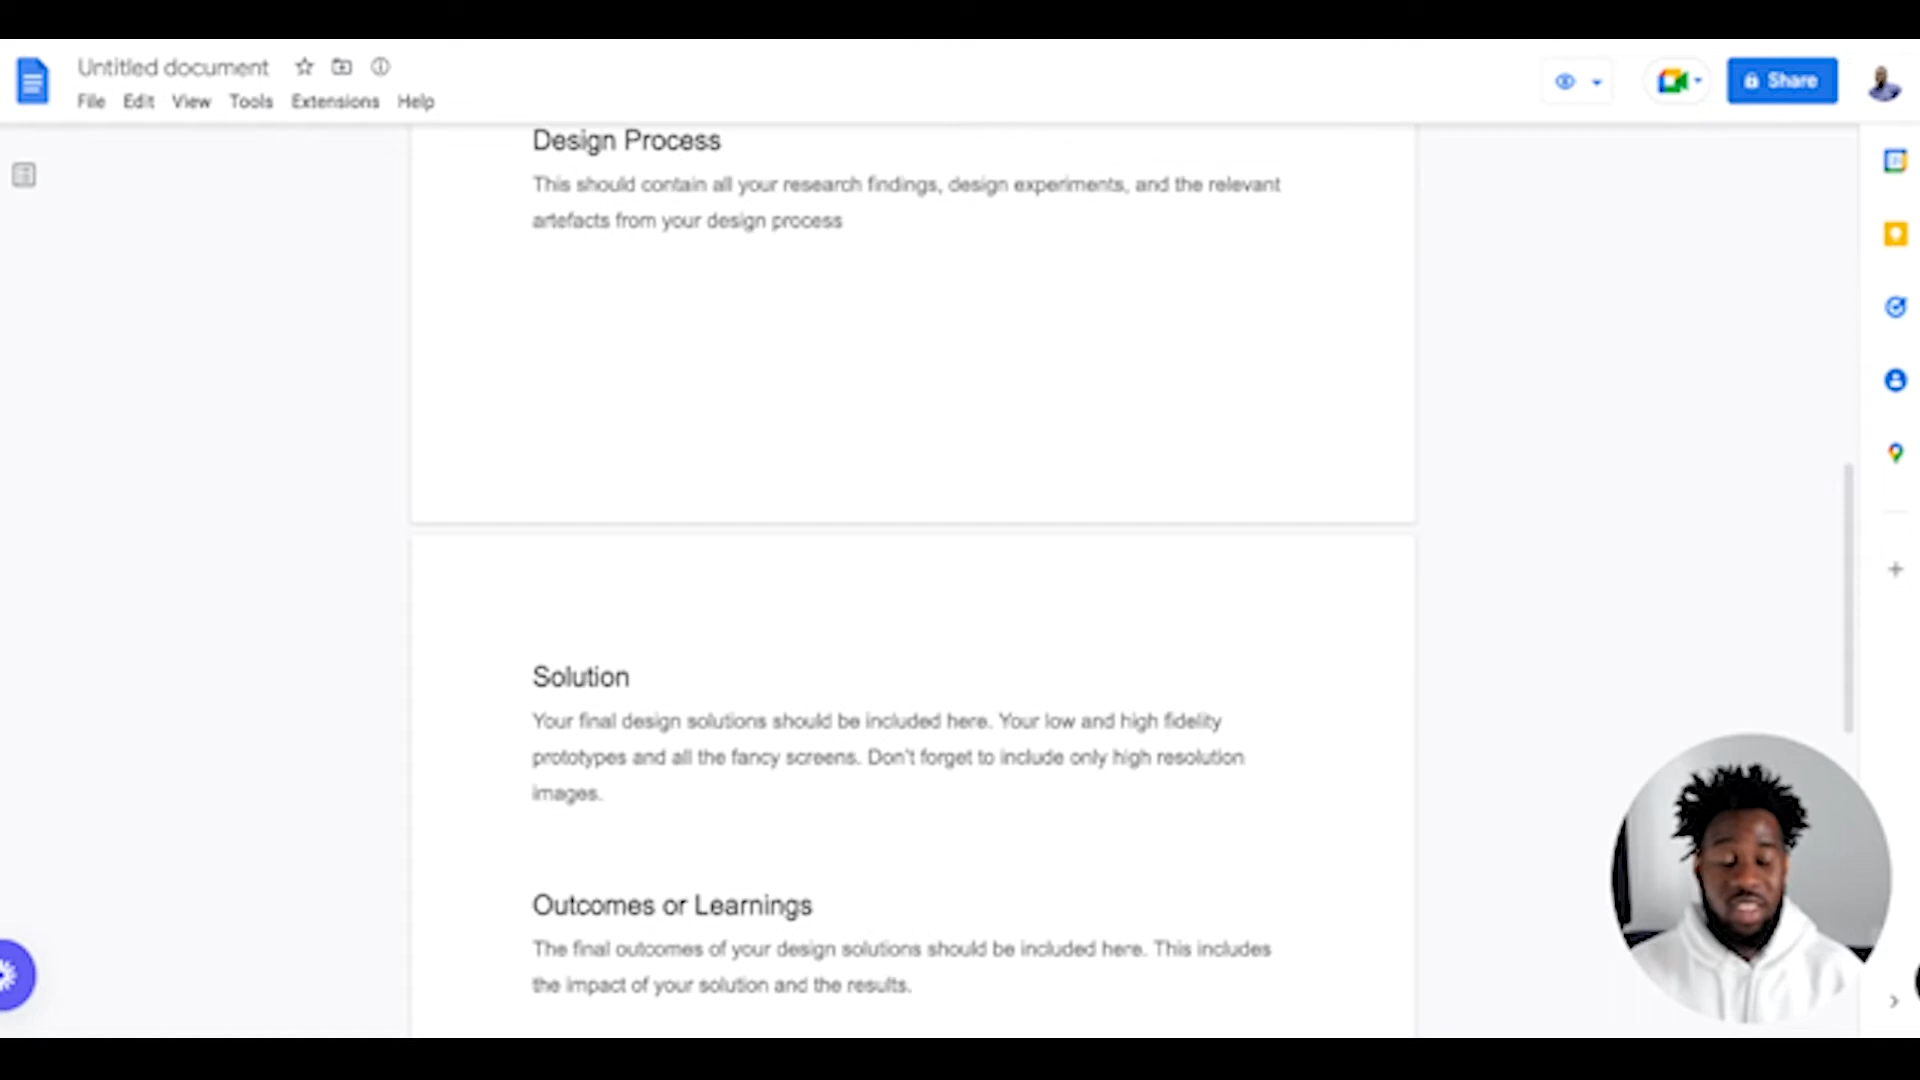 Untitled document
File Edit View Tools Extensions Help
Share
Design Process
This should contain all your research findings, design experiments, and the relevant
artefacts from your design process
Solution
Your final design solutions should be included here. Your low and high fidelity
prototypes and all the fancy screens. Don't forget to include only high resolution
images.
Outcomes or Learnings
The final outcomes of your design solutions should be included here. This includes
the impact of your solution and the results.